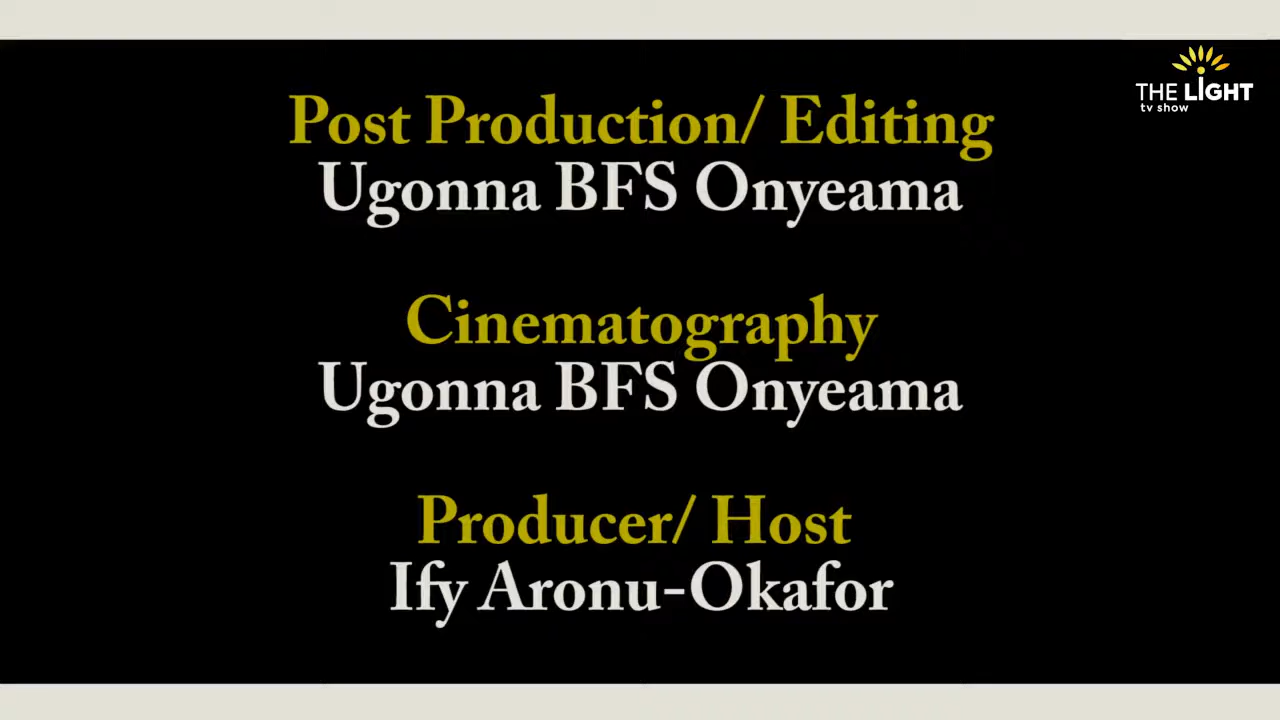 THE LIGHT
tv show
Post Production/ Editing
Ugonna BFS Onyeama
Cinematography
Ugonna BFS Onyeama
Producer/ Host
Ify Aronu-Okafor